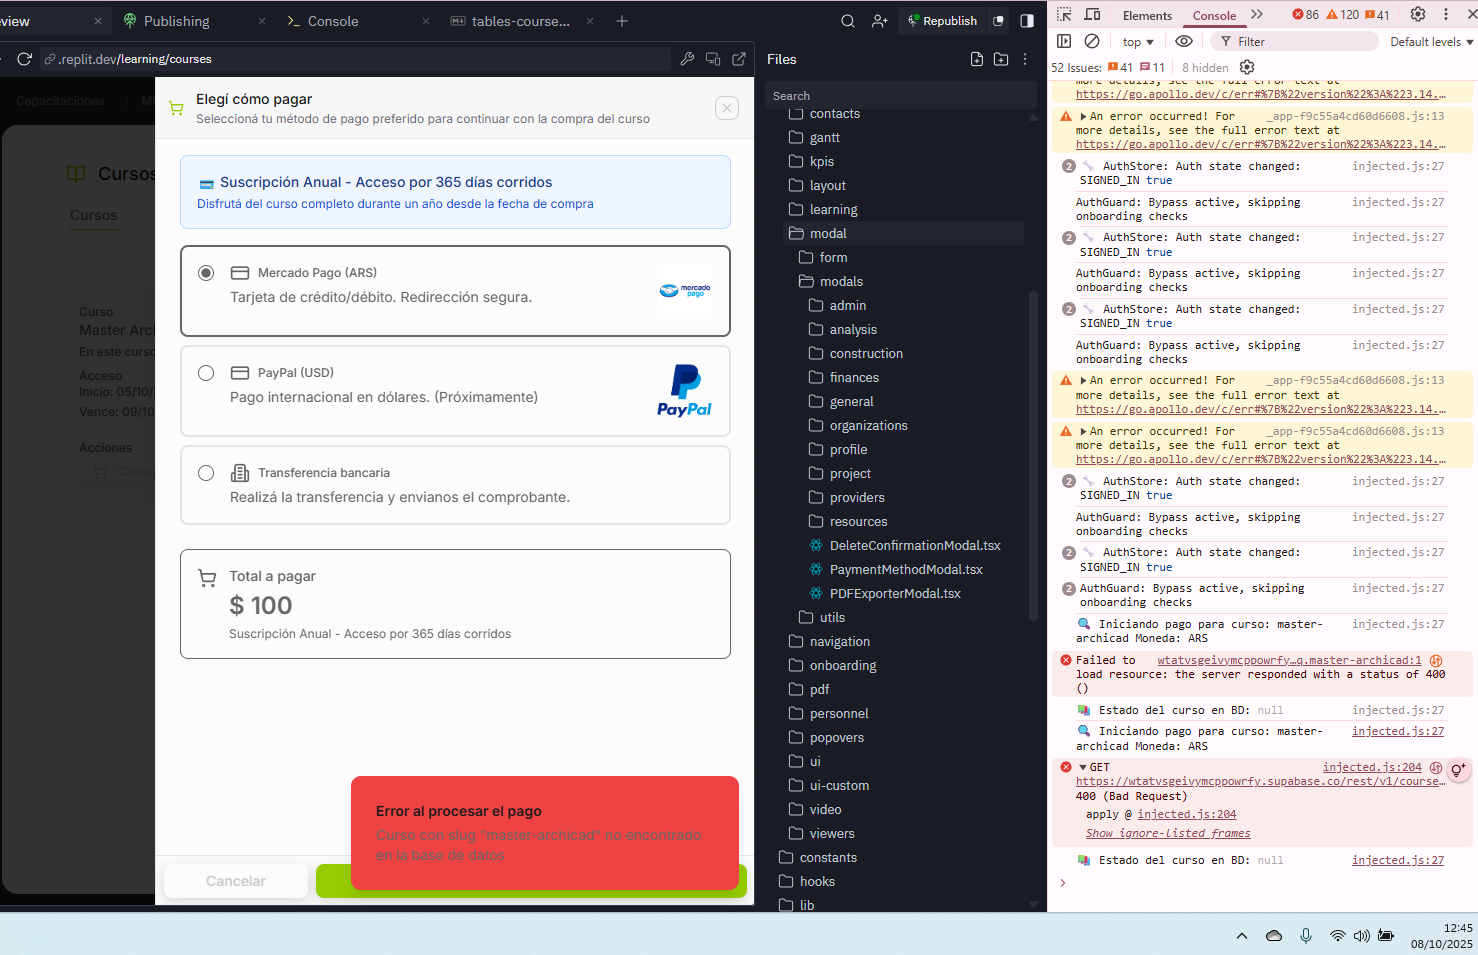 eview
Publishing
Console
tables-course...
Republish
.replit.dev/learning/courses
Capacitaciones
Cursos
Cursos
Curso
Master Arc
En este curso
Acceso
Inicio: 05/10/
Vence: 09/10
Acciones
Comp
Elegí cómo pagar
Seleccioná tu método de pago preferido para continuar con la compra del curso
Suscripción Anual - Acceso por 365 días corridos
Disfrutá del curso completo durante un año desde la fecha de compra
Mercado Pago (ARS)
Tarjeta de crédito/débito. Redirección segura.
mercado
pago
PayPal (USD)
Pago internacional en dólares. (Próximamente)
PayPal
Transferencia bancaria
Realizá la transferencia y envianos el comprobante.
Total a pagar
$ 100
Suscripción Anual - Acceso por 365 días corridos
Error al procesar el pago
Curso con slug "master-archicad" no encontrado
en la base de datos
Cancelar
Files
Search
contacts
gantt
kpis
layout
learning
modal
form
modals
admin
analysis
construction
finances
general
organizations
profile
project
providers
resources
DeleteConfirmationModal.tsx
PaymentMethodModal.tsx
PDFExporterModal.tsx
utils
navigation
onboarding
pdf
personnel
popovers
ui
ui-custom
video
viewers
constants
hooks
lib
Elements
Console
86
120
41
top
Filter
Default levels
52 Issues:
41
11
8 hidden
more details, see the full error text at
https://go.apollo.dev/c/err#%7B%22version%22%3A%223.14.…
An error occurred! For _app-f9c55a4cd60d6608.js:13
more details, see the full error text at
https://go.apollo.dev/c/err#%7B%22version%22%3A%223.14.…
2 AuthStore: Auth state changed: injected.js:27
SIGNED_IN true
AuthGuard: Bypass active, skipping injected.js:27
onboarding checks
2 AuthStore: Auth state changed: injected.js:27
SIGNED_IN true
AuthGuard: Bypass active, skipping injected.js:27
onboarding checks
2 AuthStore: Auth state changed: injected.js:27
SIGNED_IN true
AuthGuard: Bypass active, skipping injected.js:27
onboarding checks
An error occurred! For _app-f9c55a4cd60d6608.js:13
more details, see the full error text at
https://go.apollo.dev/c/err#%7B%22version%22%3A%223.14.…
An error occurred! For _app-f9c55a4cd60d6608.js:13
more details, see the full error text at
https://go.apollo.dev/c/err#%7B%22version%22%3A%223.14.…
2 AuthStore: Auth state changed: injected.js:27
SIGNED_IN true
AuthGuard: Bypass active, skipping injected.js:27
onboarding checks
2 AuthStore: Auth state changed: injected.js:27
SIGNED_IN true
2 AuthGuard: Bypass active, skipping injected.js:27
onboarding checks
Iniciando pago para curso: master- injected.js:27
archicad Moneda: ARS
Failed to wtatvsgeivymcppowrfy…q.master-archicad:1
load resource: the server responded with a status of 400
()
Estado del curso en BD: null injected.js:27
Iniciando pago para curso: master- injected.js:27
archicad Moneda: ARS
GET injected.js:204
https://wtatvsgeivymcppowrfy.supabase.co/rest/v1/course…
400 (Bad Request)
apply @ injected.js:204
Show ignore-listed frames
Estado del curso en BD: null injected.js:27
12:45
08/10/2025